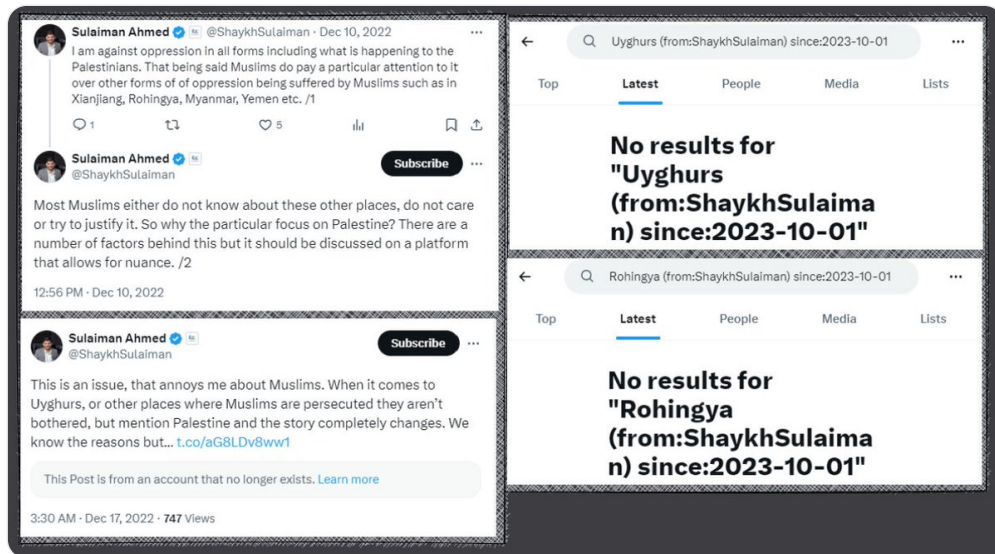 Sulaiman Ahmed @ShaykhSulaiman · Dec 10, 2022
I am against oppression in all forms including what is happening to the
Palestinians. That being said Muslims do pay a particular attention to it
over other forms of of oppression being suffered by Muslims such as in
Xianjiang, Rohingya, Myanmar, Yemen etc. /1
1
5
Sulaiman Ahmed
@ShaykhSulaiman
Subscribe
Most Muslims either do not know about these other places, do not care
or try to justify it. So why the particular focus on Palestine? There are a
number of factors behind this but it should be discussed on a platform
that allows for nuance. /2
12:56 PM · Dec 10, 2022
Sulaiman Ahmed
@ShaykhSulaiman
Subscribe
This is an issue, that annoys me about Muslims. When it comes to
Uyghurs, or other places where Muslims are persecuted they aren't
bothered, but mention Palestine and the story completely changes. We
know the reasons but... t.co/aG8LDv8ww1
This Post is from an account that no longer exists. Learn more
3:30 AM · Dec 17, 2022 · 747 Views
Uyghurs (from:ShaykhSulaiman) since:2023-10-01
Top Latest People Media Lists
No results for
"Uyghurs
(from:ShaykhSulaima
n) since:2023-10-01"
Rohingya (from:ShaykhSulaiman) since:2023-10-01
Top Latest People Media Lists
No results for
"Rohingya
(from:ShaykhSulaima
n) since:2023-10-01"